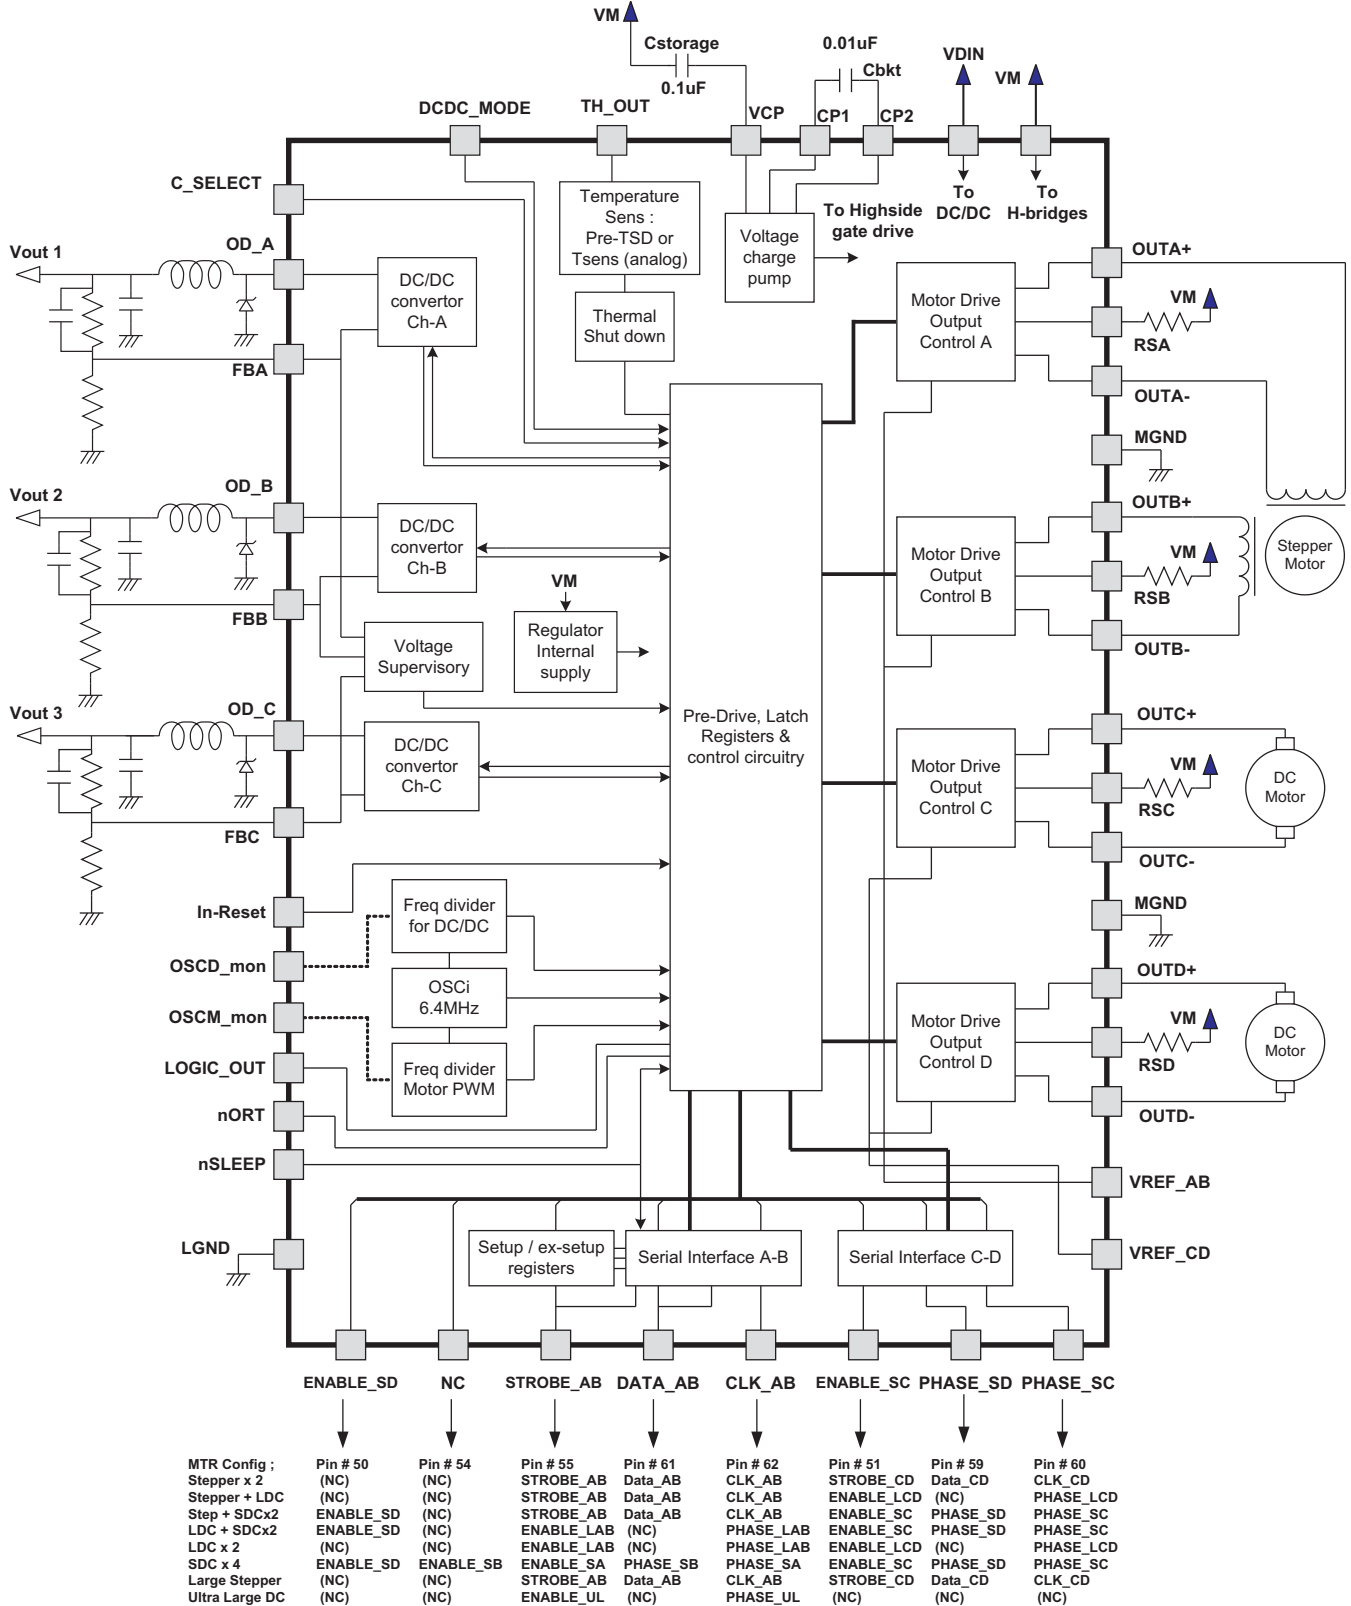 VM
Cstorage
0.1uF
0.01uF
Cbkt
VDIN
VM
DCDC_MODE
TH_OUT
VCP
CP1
CP2
C_SELECT
To
DC/DC
To
H-bridges
Temperature
Sens :
Pre-TSD or
Tsens (analog)
Voltage
charge
pump
To Highside
gate drive
Vout 1
OD_A
DC/DC
convertor
Ch-A
Thermal
Shut down
Motor Drive
Output
Control A
OUTA+
VM
RSA
FBA
OUTA-
MGND
Vout 2
OD_B
DC/DC
convertor
Ch-B
Motor Drive
Output
Control B
OUTB+
VM
RSB
Stepper
Motor
FBB
VM
OUTB-
Voltage
Supervisory
Regulator
Internal
supply
Pre-Drive, Latch
Registers &
control circuitry
Vout 3
OD_C
DC/DC
convertor
Ch-C
Motor Drive
Output
Control C
OUTC+
VM
RSC
DC
Motor
FBC
OUTC-
In-Reset
Freq divider
for DC/DC
MGND
OSCD_mon
OSCi
6.4MHz
OUTD+
OSCM_mon
Motor Drive
Output
Control D
VM
RSD
DC
Motor
LOGIC_OUT
Freq divider
Motor PWM
nORT
OUTD-
nSLEEP
VREF_AB
LGND
Setup / ex-setup
registers
Serial Interface A-B
Serial Interface C-D
VREF_CD
ENABLE_SD NC STROBE_AB DATA_AB CLK_AB ENABLE_SC PHASE_SD PHASE_SC
MTR Config ; Pin # 50 Pin # 54 Pin # 55 Pin # 61 Pin # 62 Pin # 51 Pin # 59 Pin # 60
Stepper x 2 (NC) (NC) STROBE_AB Data_AB CLK_AB STROBE_CD Data_CD CLK_CD
Stepper + LDC (NC) (NC) STROBE_AB Data_AB CLK_AB ENABLE_LCD (NC) PHASE_LCD
Step + SDCx2 ENABLE_SD (NC) STROBE_AB Data_AB CLK_AB ENABLE_SC PHASE_SD PHASE_SC
LDC + SDCx2 ENABLE_SD (NC) ENABLE_LAB (NC) PHASE_LAB ENABLE_SC PHASE_SD PHASE_SC
LDC x 2 (NC) (NC) ENABLE_LAB (NC) PHASE_LAB ENABLE_LCD (NC) PHASE_LCD
SDC x 4 ENABLE_SD ENABLE_SB ENABLE_SA PHASE_SB PHASE_SA ENABLE_SC PHASE_SD PHASE_SC
Large Stepper (NC) (NC) STROBE_AB Data_AB CLK_AB STROBE_CD Data_CD CLK_CD
Ultra Large DC (NC) (NC) ENABLE_UL (NC) PHASE_UL (NC) (NC) (NC)